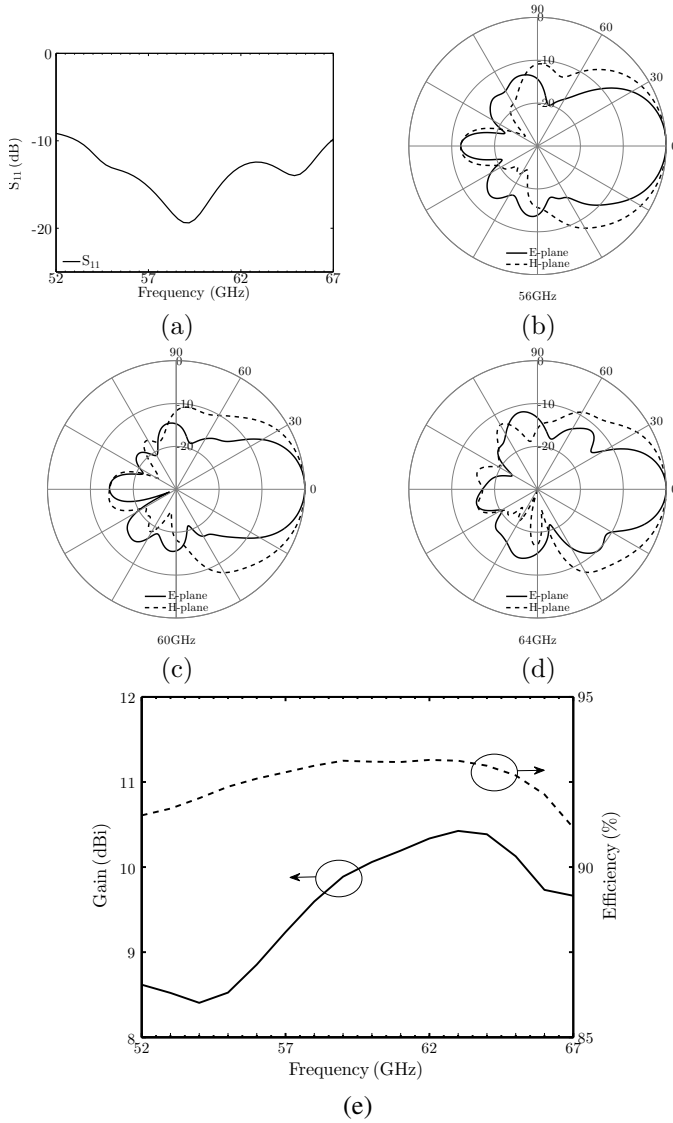 0
-10
-20
S11 (dB)
S11
52 57 62 67
Frequency (GHz)
(a)
90
0
60
-10
30
-20
0
E-plane
H-plane
56GHz
(b)
90
0
60
-10
30
-20
0
E-plane
H-plane
60GHz
(c)
90
0
60
-10
30
-20
0
E-plane
H-plane
64GHz
(d)
12
11
10
9
8
Gain (dBi)
95
90
85
Efficiency (%)
52 57 62 67
Frequency (GHz)
(e)